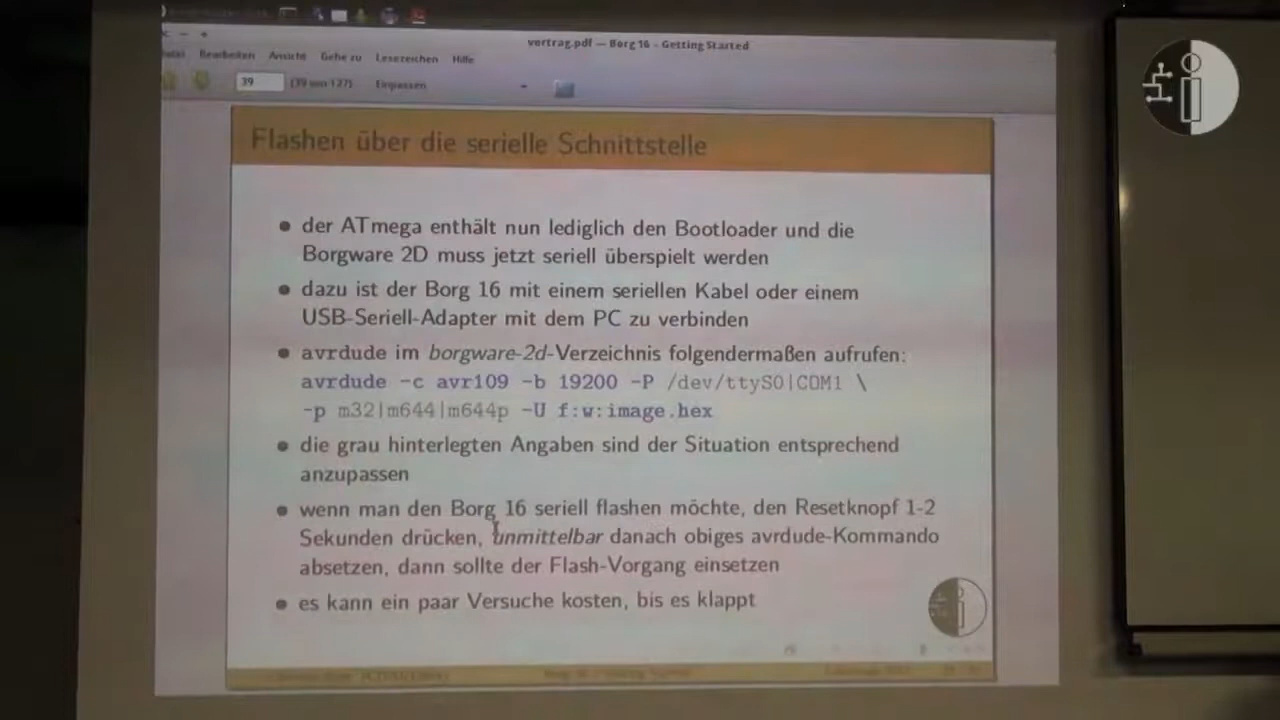 vortrag.pdf — Borg 16 - Getting Started
Bearbeiten Ansicht Gehe zu Lesezeichen Hilfe
39 (39 von 127) Einpassen
Flashen über die serielle Schnittstelle
der ATmega enthält nun lediglich den Bootloader und die
Borgware 2D muss jetzt seriell überspielt werden
dazu ist der Borg 16 mit einem seriellen Kabel oder einem
USB-Seriell-Adapter mit dem PC zu verbinden
avrdude im borgware-2d-Verzeichnis folgendermaßen aufrufen:
avrdude -c avr109 -b 19200 -P /dev/ttyS0|COM1 \
-p m32|m644|m644p -U f:w:image.hex
die grau hinterlegten Angaben sind der Situation entsprechend
anzupassen
wenn man den Borg 16 seriell flashen möchte, den Resetknopf 1-2
Sekunden drücken, unmittelbar danach obiges avrdude-Kommando
absetzen, dann sollte der Flash-Vorgang einsetzen
es kann ein paar Versuche kosten, bis es klappt